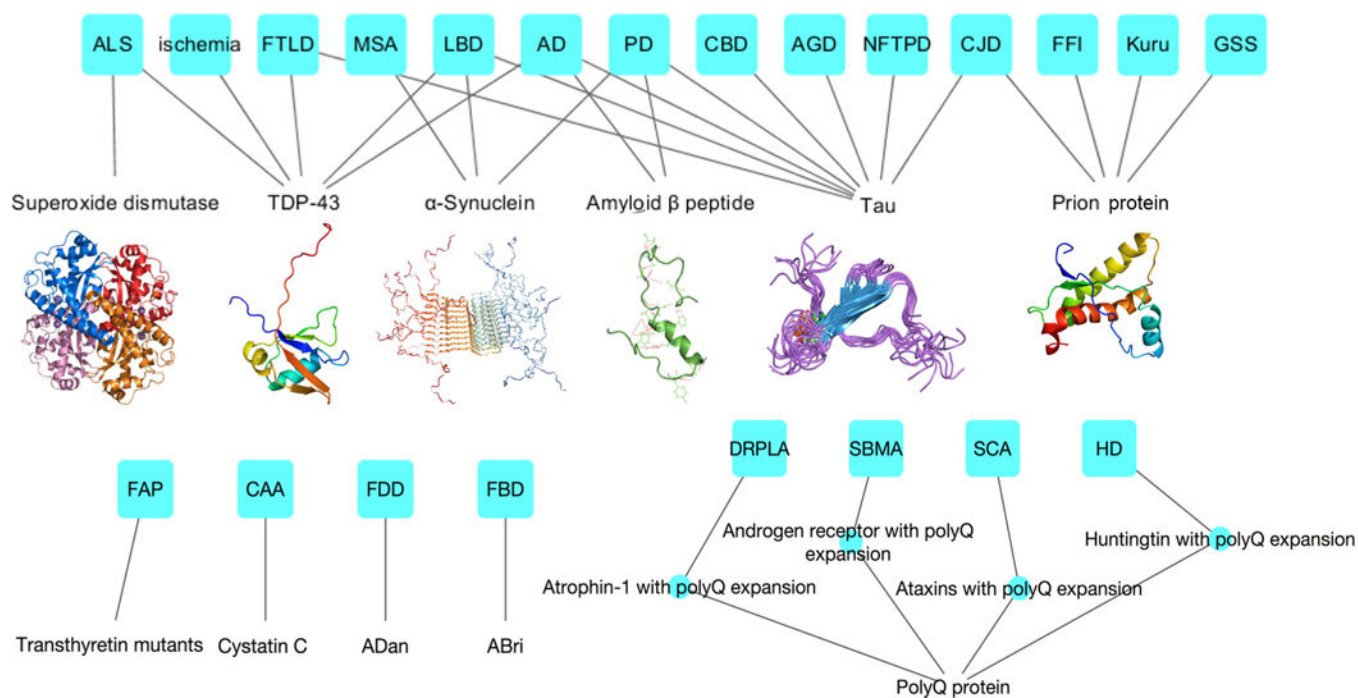 ALS ischemia FTLD MSA LBD AD PD CBD AGD NFTPD CJD FFI Kuru GSS
Superoxide dismutase TDP-43 α-Synuclein Amyloid β peptide Tau Prion protein
DRPLA SBMA SCA HD
FAP CAA FDD FBD
Androgen receptor with polyQ
expansion
Huntingtin with polyQ expansion
Atrophin-1 with polyQ expansion Ataxins with polyQ expansion
Transthyretin mutants Cystatin C ADan ABri
PolyQ protein